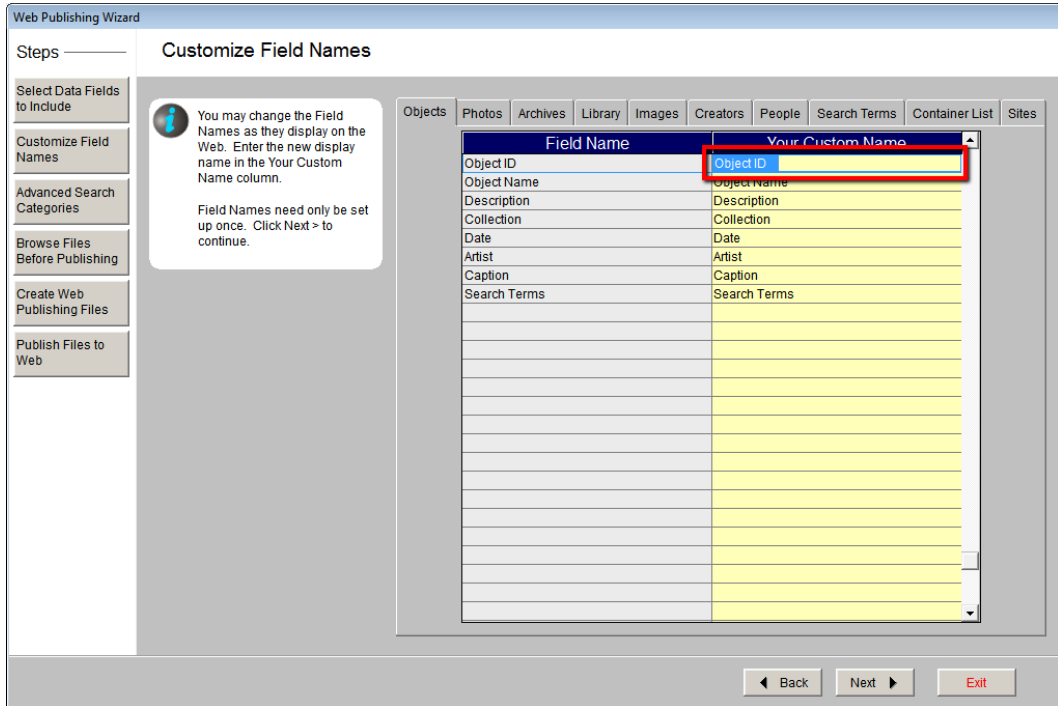 Web Publishing Wizard
Steps
Customize Field Names
Select Data Fields
to Include
Customize Field
Names
Advanced Search
Categories
Browse Files
Before Publishing
Create Web
Publishing Files
Publish Files to
Web
You may change the Field
Names as they display on the
Web. Enter the new display
name in the Your Custom
Name column.
Field Names need only be set
up once. Click Next > to
continue.
Objects Photos Archives Library Images Creators People Search Terms Container List Sites
Field Name Your Custom Name
Object ID Object ID
Object Name Object Name
Description Description
Collection Collection
Date Date
Artist Artist
Caption Caption
Search Terms Search Terms
Back Next Exit